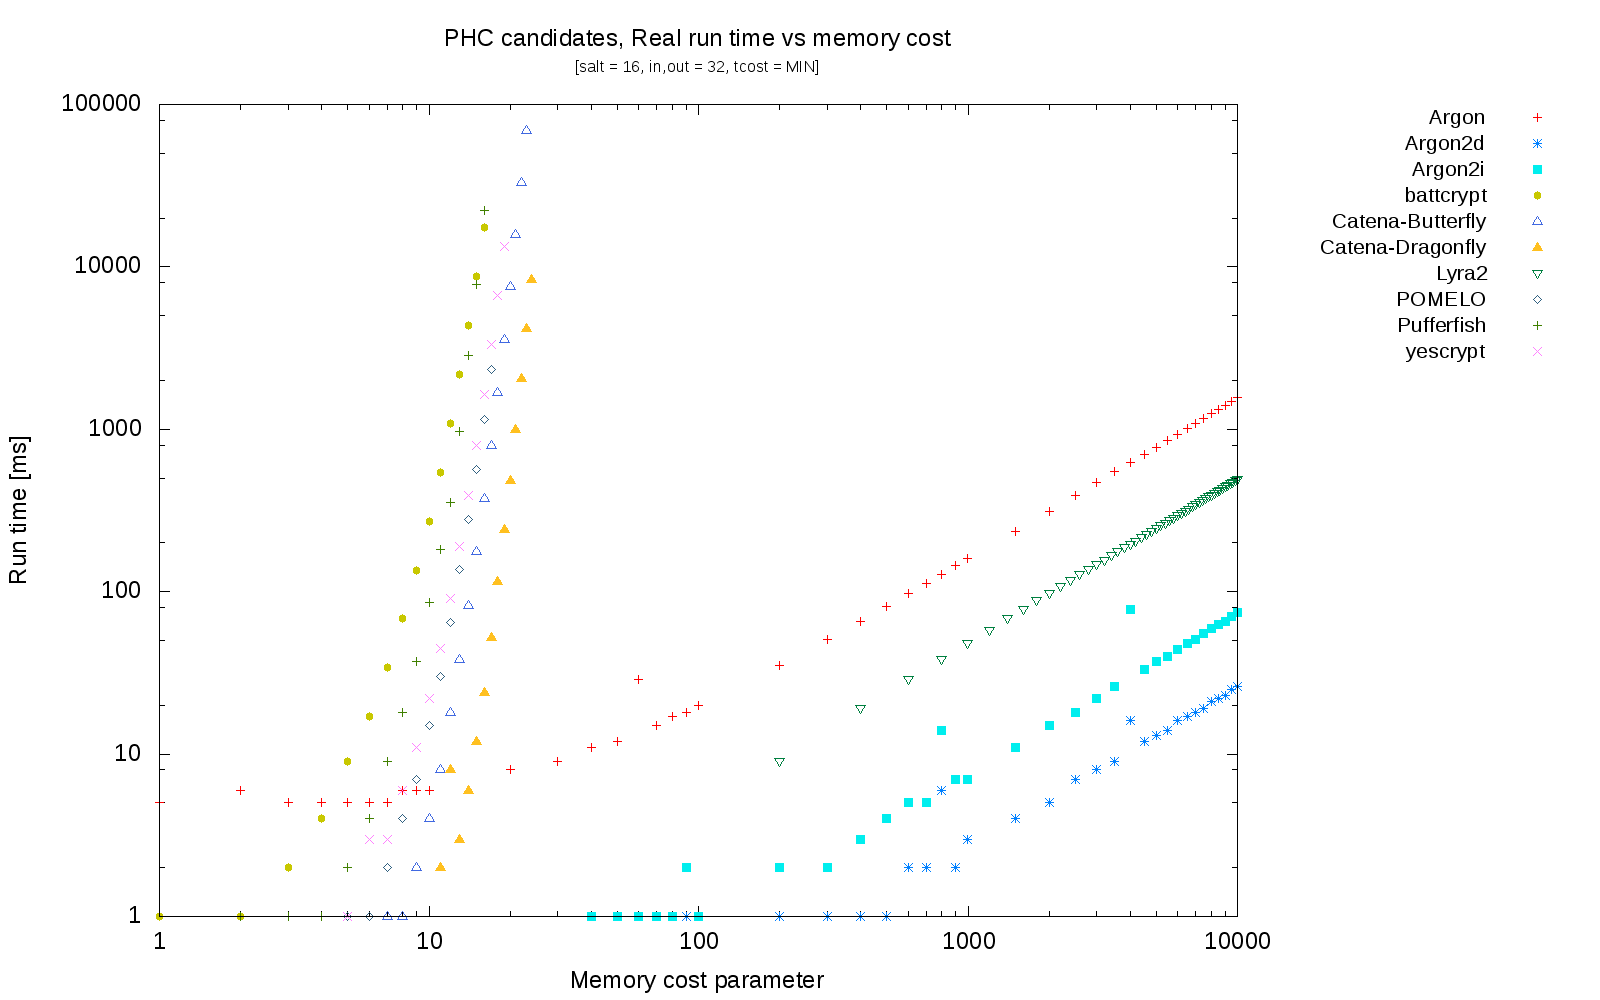 PHC candidates, Real run time vs memory cost
[salt = 16, in,out = 32, tcost = MIN]
100000
10000
1000
100
10
1
Run time [ms]
1
10
100
1000
10000
Memory cost parameter
Argon
Argon2d
Argon2i
battcrypt
Catena-Butterfly
Catena-Dragonfly
Lyra2
POMELO
Pufferfish
yescrypt